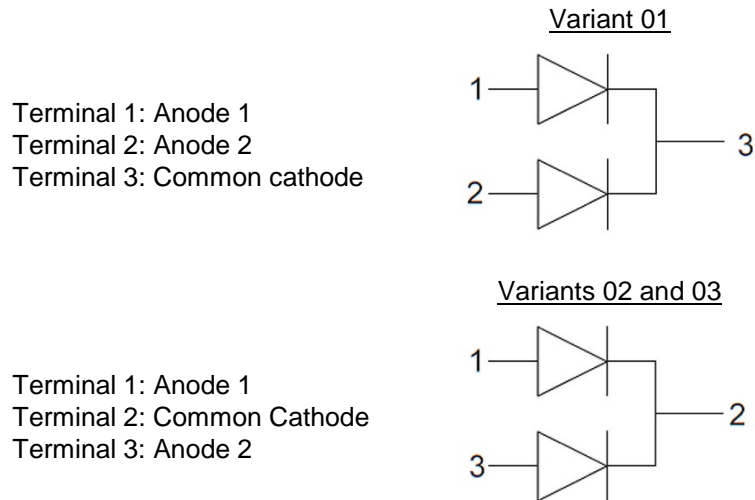 Variant 01
Terminal 1: Anode 1
Terminal 2: Anode 2
Terminal 3: Common cathode
1
2
3
Variants 02 and 03
Terminal 1: Anode 1
Terminal 2: Common Cathode
Terminal 3: Anode 2
1
3
2